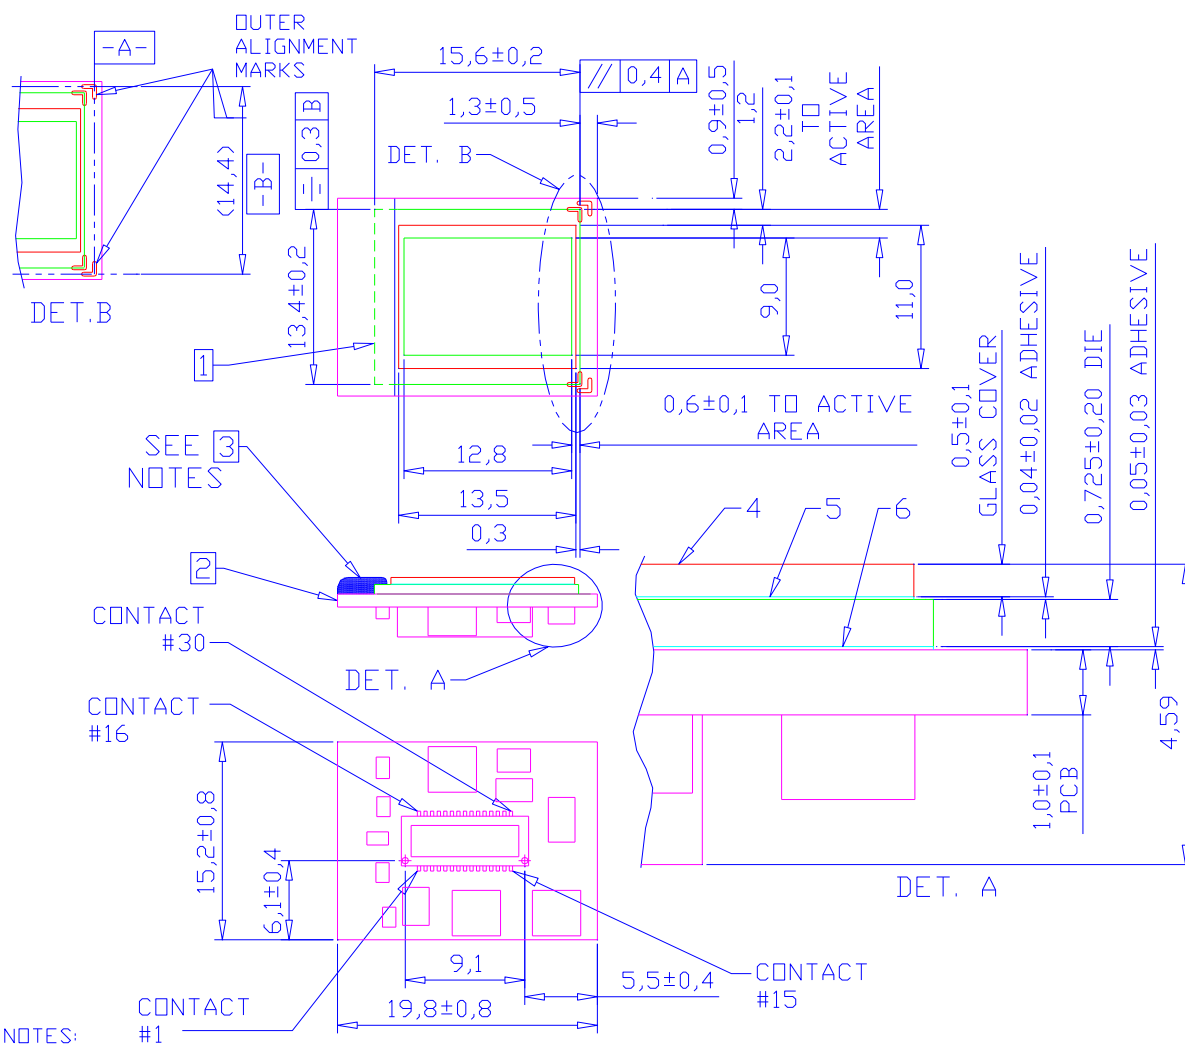 OUTER
ALIGNMENT
MARKS
-A-
15,6±0,2
// 0,4 A
1,3±0,5
0,9±0,5
1,2
2,2±0,1
TO
ACTIVE
AREA
0,3 B
DET. B
(14,4)
-B-
DET.B
13,4±0,2
1
9,0
11,0
0,6±0,1 TO ACTIVE
AREA
0,5±0,1
GLASS COVER
0,04±0,02 ADHESIVE
0,725±0,20 DIE
0,05±0,03 ADHESIVE
SEE 3
NOTES
12,8
13,5
0,3
4
5
6
2
CONTACT
#30
DET. A
CONTACT
#16
4,59
1,0±0,1
PCB
15,2±0,8
6,1±0,4
DET. A
9,1
5,5±0,4
CONTACT
#15
19,8±0,8
CONTACT
#1
NOTES: